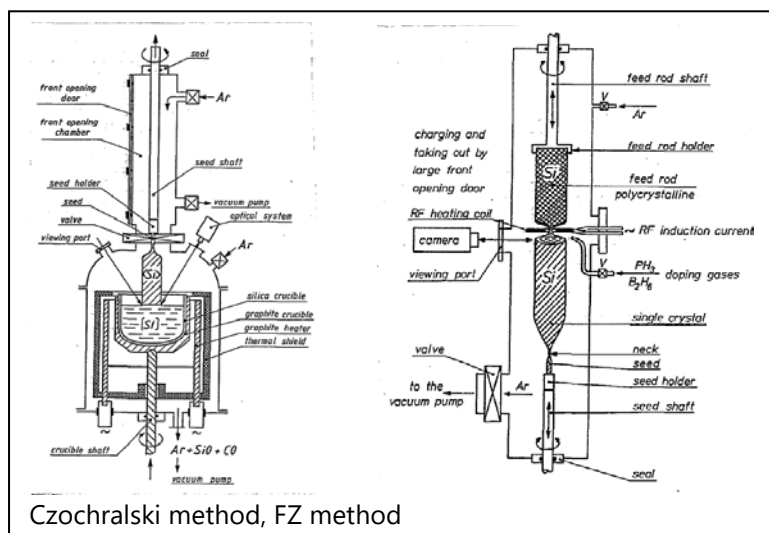 seal
front opening
door
Ar
front opening
chamber
seed shaft
seed holder
seed
valve
vacuum pump
optical system
viewing port
Ar
Si
silica crucible
[Si]
graphite crucible
graphite heater
thermal shield
~
~
crucible shaft
Ar+SiO + CO
vacuum pump
feed rod shaft
V
Ar
charging and
taking out by
large front
opening door
feed rod holder
Si
feed rod
polycrystalline
RF heating coil
~ RF induction current
camera
viewing port
Si
V
B₂H₆
doping gases
single crystal
valve
neck
seed
to the
vacuum pump
Ar
seed holder
seed shaft
seal
Czochralski method, FZ method